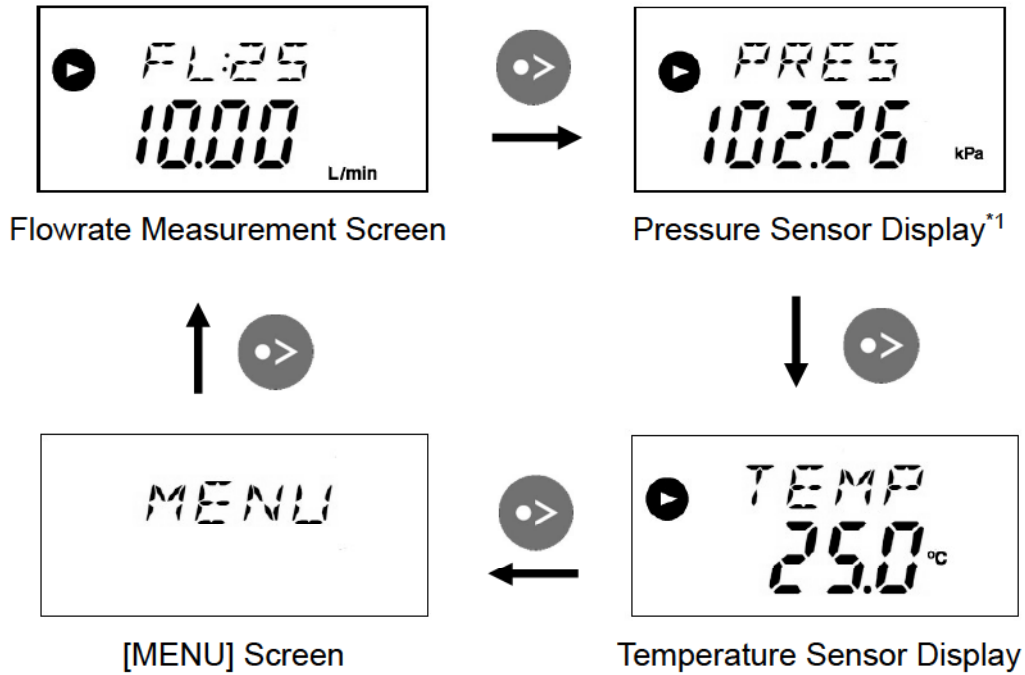 FL:25
10.00
L/min
Flowrate Measurement Screen
PRES
102.26
kPa
Pressure Sensor Display*1
MENU
[MENU] Screen
TEMP
25.0
°C
Temperature Sensor Display